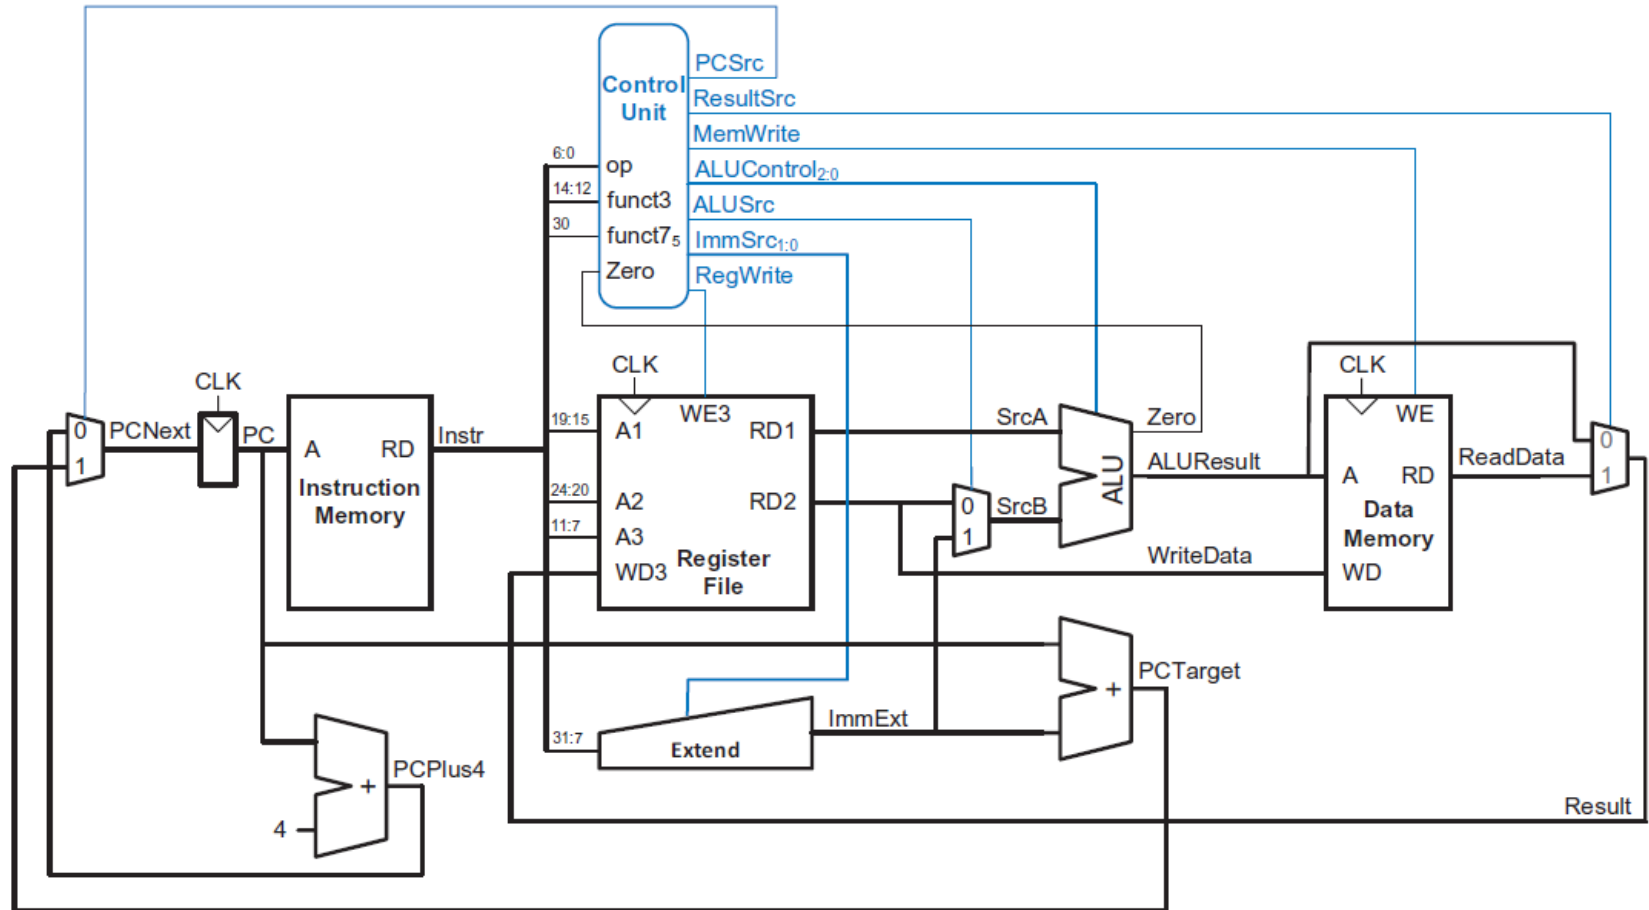 PCSrc
Control
Unit
ResultSrc
MemWrite
6:0
op
ALUControl2:0
14:12
funct3
ALUSrc
30
funct75
ImmSrc1:0
Zero
RegWrite
CLK
CLK
CLK
0
1
PCNext
PC
A
RD
Instr
Instruction
Memory
19:15
A1
WE3
RD1
SrcA
Zero
WE
24:20
A2
RD2
0
1
SrcB
ALU
ALUResult
A
RD
ReadData
0
1
11:7
A3
Data
Memory
WD3
Register
File
WriteData
WD
PCTarget
+
31:7
Extend
ImmExt
PCPlus4
+
4
Result